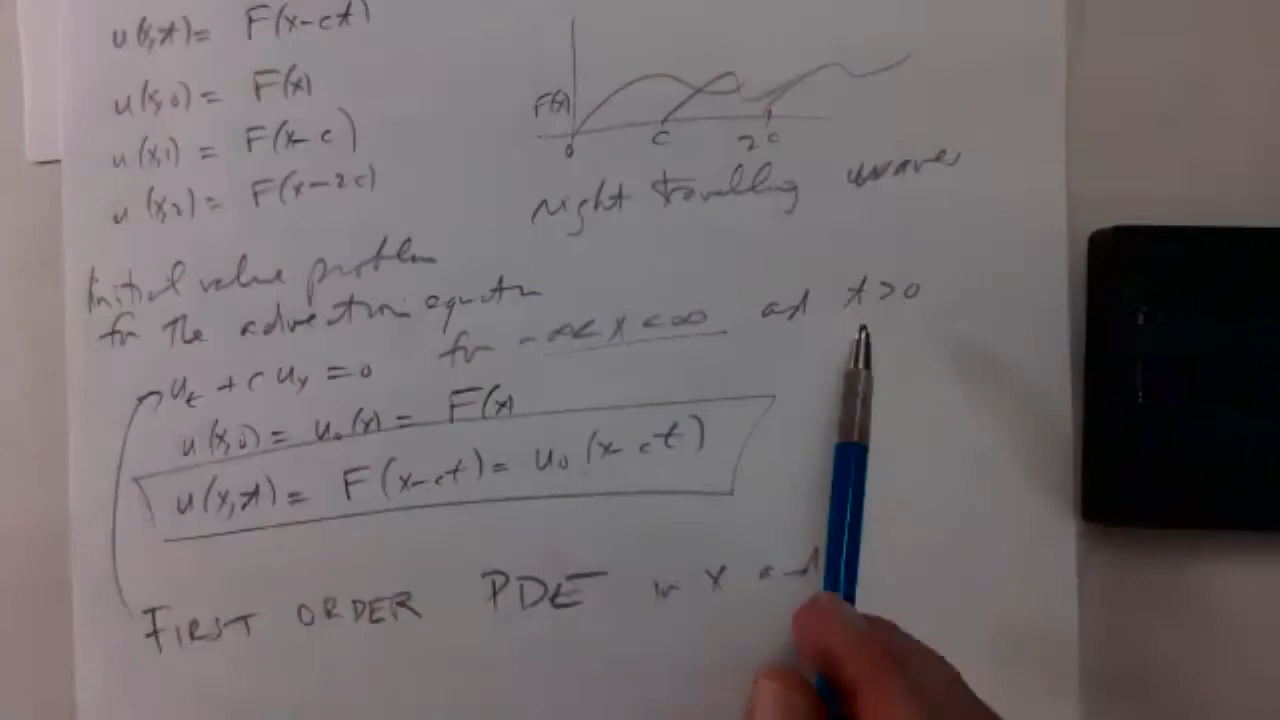 u(x,t) = F(x-ct)
u(x,0) = F(x)
u(x,1) = F(x-c)
u(x,2) = F(x-2c)
F(x)
0 c 2c
right travelling waves
Initial value problem
for the advection equation
u_t + c u_x = 0 for -∞ < x < ∞ and t>0
u(x,0) = u_0(x) = F(x)
u(x,t) = F(x-ct) = u_0(x-ct)
FIRST ORDER PDE in x and